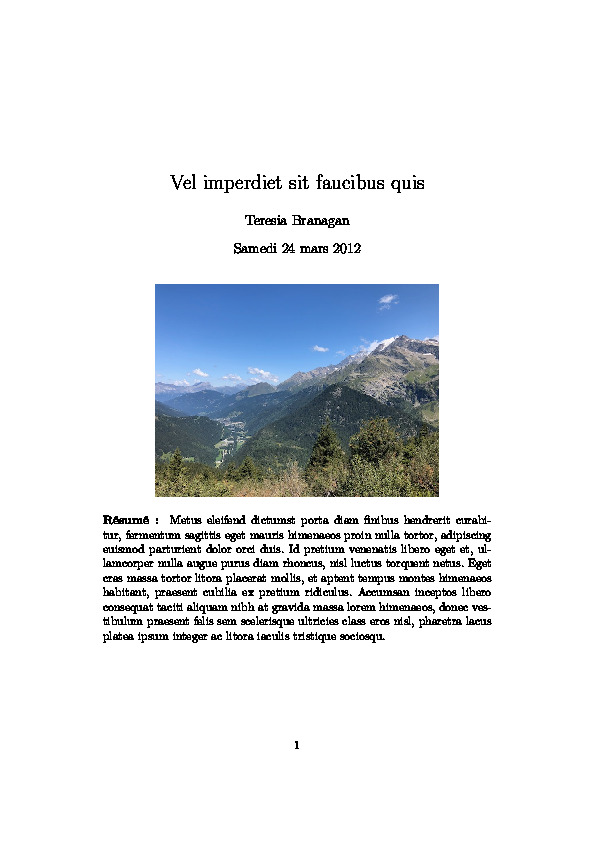 Vel imperdiet sit faucibus quis
Teresia Branagan
Samedi 24 mars 2012
Résumé : Metus eleifend dictumst porta diam finibus hendrerit curabi-
tur, fermentum sagittis eget mauris himenaeos proin nulla tortor, adipiscing
euismod parturient dolor orci duis. Id pretium venenatis libero eget et, ul-
lamcorper nulla augue purus diam rhoncus, nisl luctus torquent netus. Eget
cras massa tortor litora placerat mollis, et aptent tempus montes himenaeos
habitant, praesent cubilia ex pretium ridiculus. Accumsan inceptos libero
consequat taciti aliquam nibh at gravida massa lorem himenaeos, donec ves-
tibulum praesent felis sem scelerisque ultricies class eros nisl, pharetra lacus
platea ipsum integer ac litora iaculis tristique sociosqu.
1